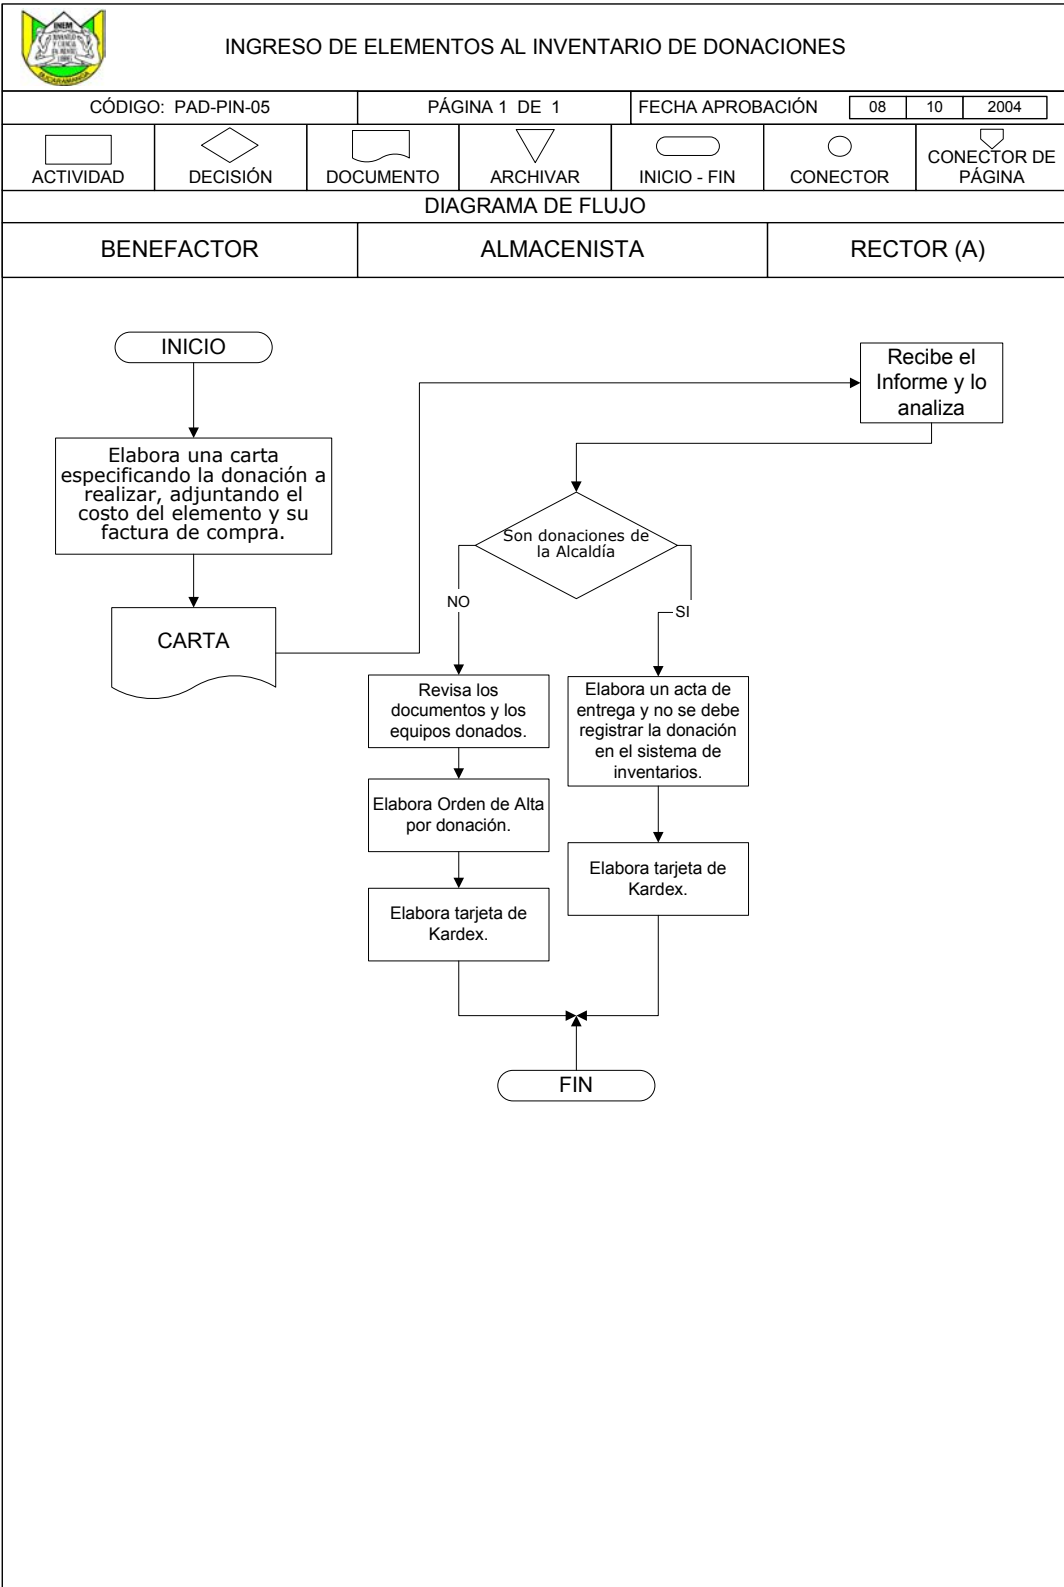 INEM
BUCARAMANGA
INGRESO DE ELEMENTOS AL INVENTARIO DE DONACIONES
CÓDIGO: PAD-PIN-05
PÁGINA 1 DE 1
FECHA APROBACIÓN
08
10
2004
ACTIVIDAD
DECISIÓN
DOCUMENTO
ARCHIVAR
INICIO - FIN
CONECTOR
CONECTOR DE
PÁGINA
DIAGRAMA DE FLUJO
BENEFACTOR
ALMACENISTA
RECTOR (A)
INICIO
Recibe el
Informe y lo
analiza
Elabora una carta
especificando la donación a
realizar, adjuntando el
costo del elemento y su
factura de compra.
Son donaciones de
la Alcaldía
NO
SI
CARTA
Revisa los
documentos y los
equipos donados.
Elabora un acta de
entrega y no se debe
registrar la donación
en el sistema de
inventarios.
Elabora Orden de Alta
por donación.
Elabora tarjeta de
Kardex.
Elabora tarjeta de
Kardex.
FIN